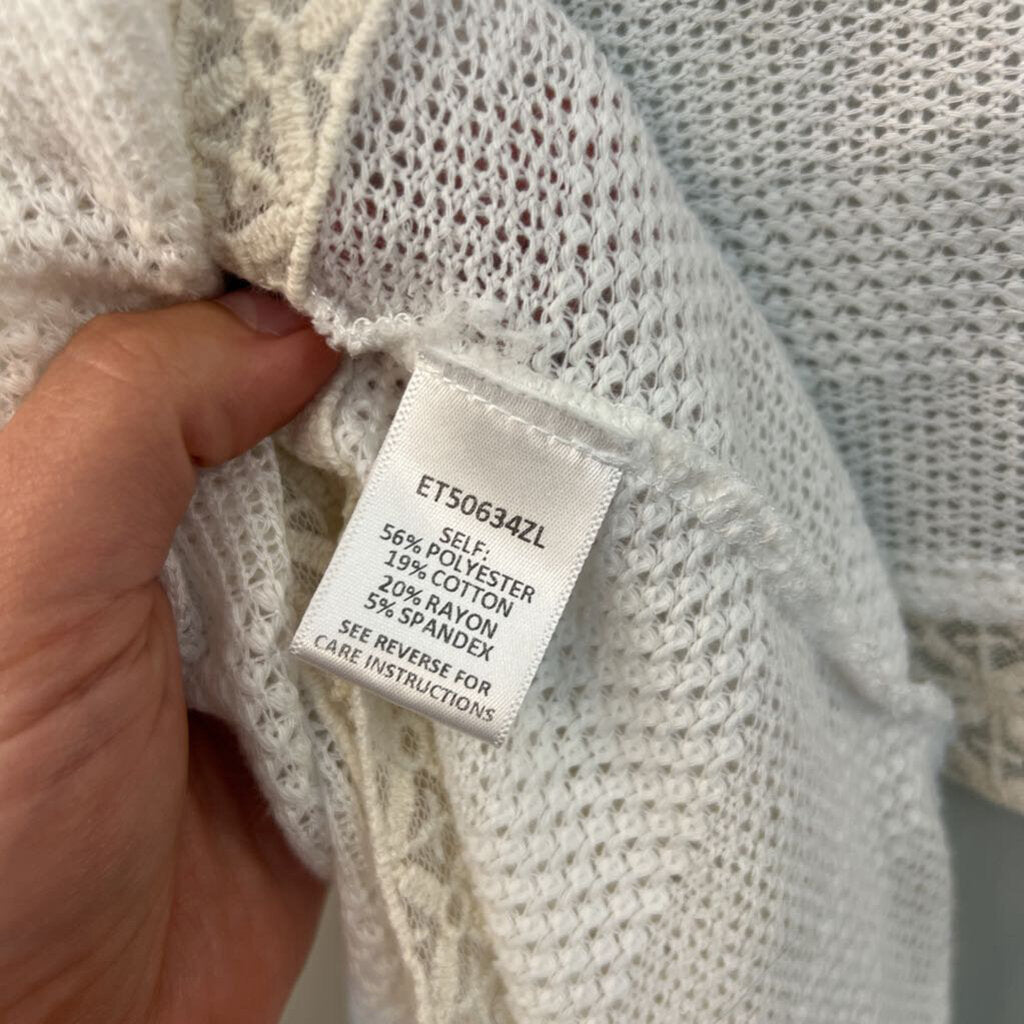 ET50634ZL
SELF:
56% POLYESTER
19% COTTON
20% RAYON
5% SPANDEX
SEE REVERSE FOR
CARE INSTRUCTIONS